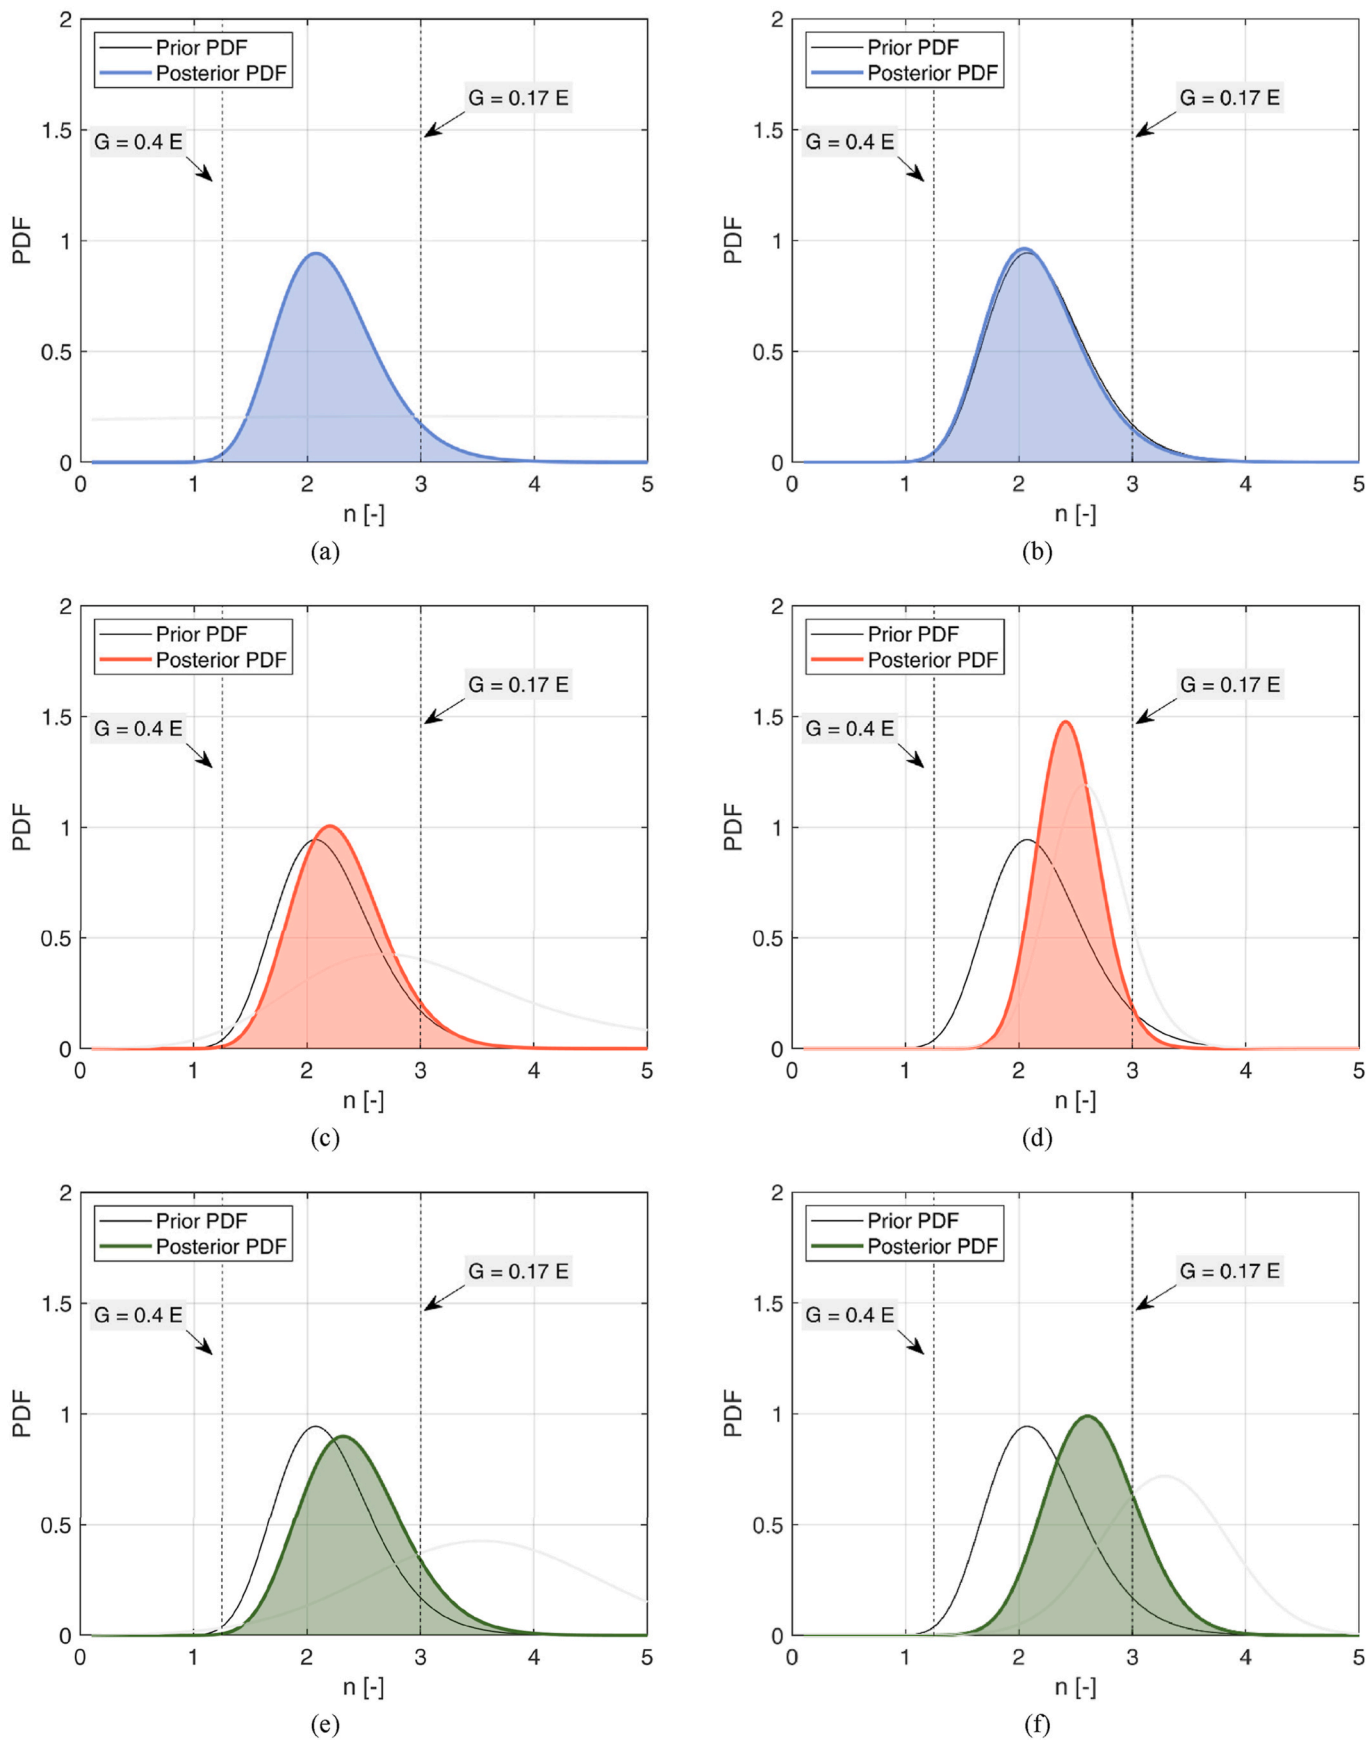 2
Prior PDF
Posterior PDF
G = 0.17 E
1.5
G = 0.4 E
PDF
1
0.5
0
0 1 2 3 4 5
n [-]
(a)
2
Prior PDF
Posterior PDF
G = 0.17 E
1.5
G = 0.4 E
PDF
1
0.5
0
0 1 2 3 4 5
n [-]
(b)
2
Prior PDF
Posterior PDF
G = 0.17 E
1.5
G = 0.4 E
PDF
1
0.5
0
0 1 2 3 4 5
n [-]
(c)
2
Prior PDF
Posterior PDF
G = 0.17 E
1.5
G = 0.4 E
PDF
1
0.5
0
0 1 2 3 4 5
n [-]
(d)
2
Prior PDF
Posterior PDF
G = 0.17 E
1.5
G = 0.4 E
PDF
1
0.5
0
0 1 2 3 4 5
n [-]
(e)
2
Prior PDF
Posterior PDF
G = 0.17 E
1.5
G = 0.4 E
PDF
1
0.5
0
0 1 2 3 4 5
n [-]
(f)